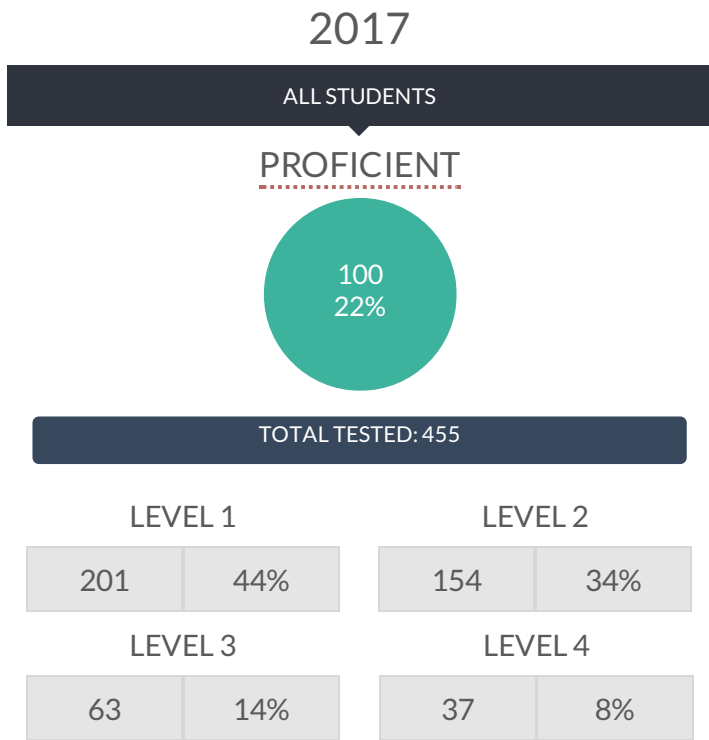 2017
ALL STUDENTS
PROFICIENT
100
22%
TOTAL TESTED: 455
LEVEL 1 LEVEL 2
201 44% 154 34%
LEVEL 3 LEVEL 4
63 14% 37 8%